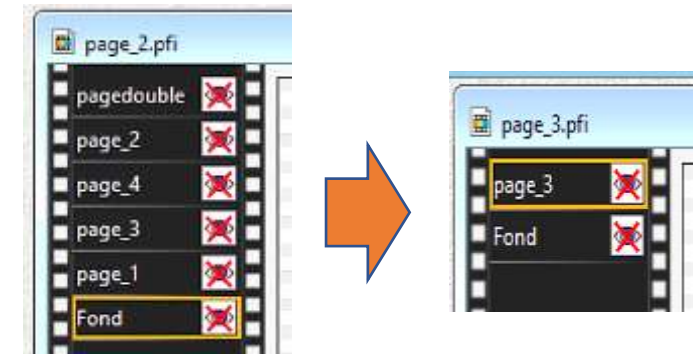 page_2.pfi
pagedouble
page_2
page_4
page_3
page_1
Fond
page_3.pfi
page_3
Fond